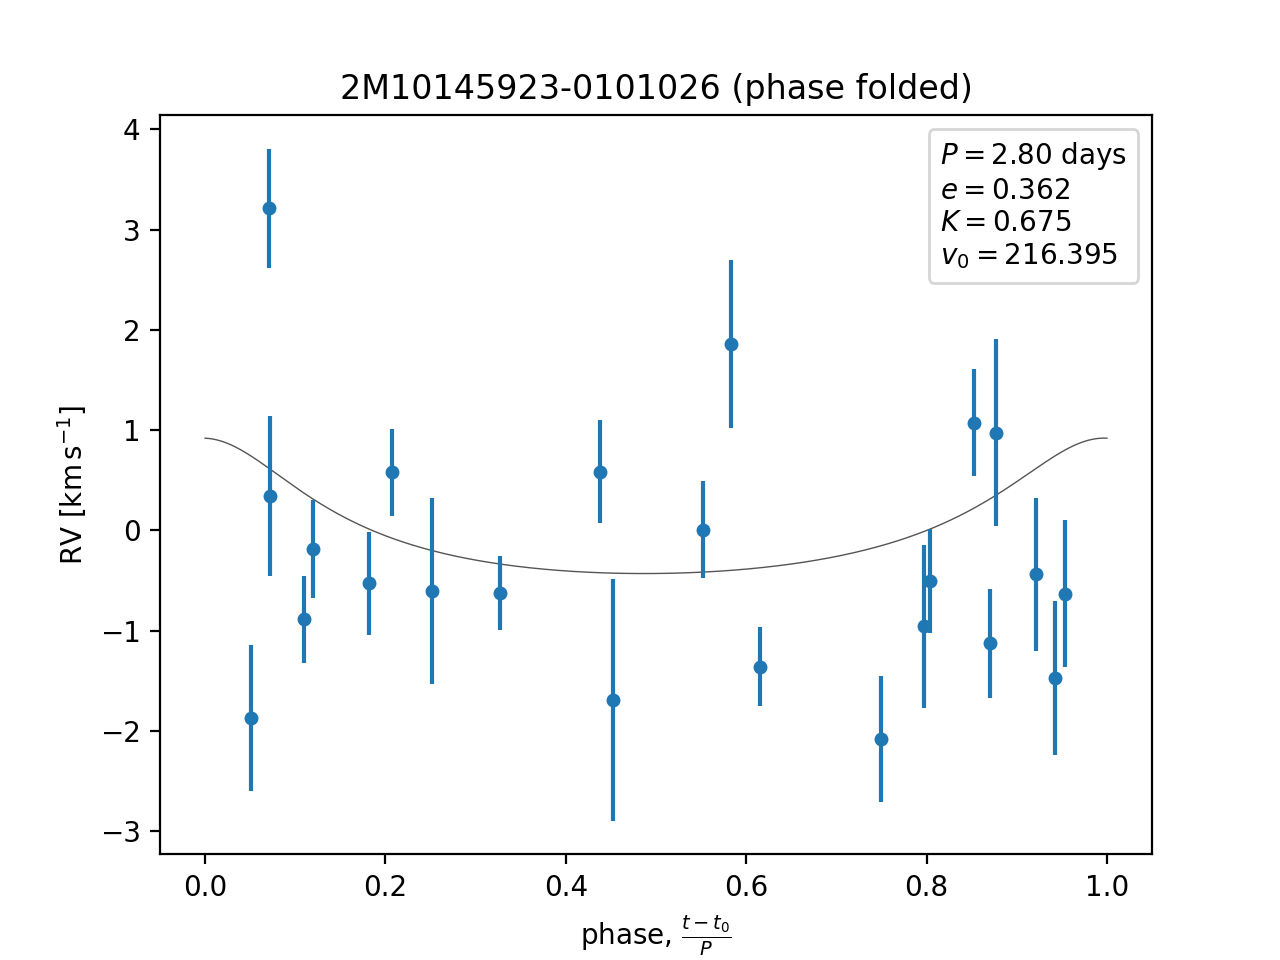 2M10145923-0101026 (phase folded)
P = 2.80 days
e = 0.362
K = 0.675
v₀ = 216.395
4
3
2
1
0
−1
−2
−3
RV [km s⁻¹]
0.0 0.2 0.4 0.6 0.8 1.0
phase, (t − t₀)/P